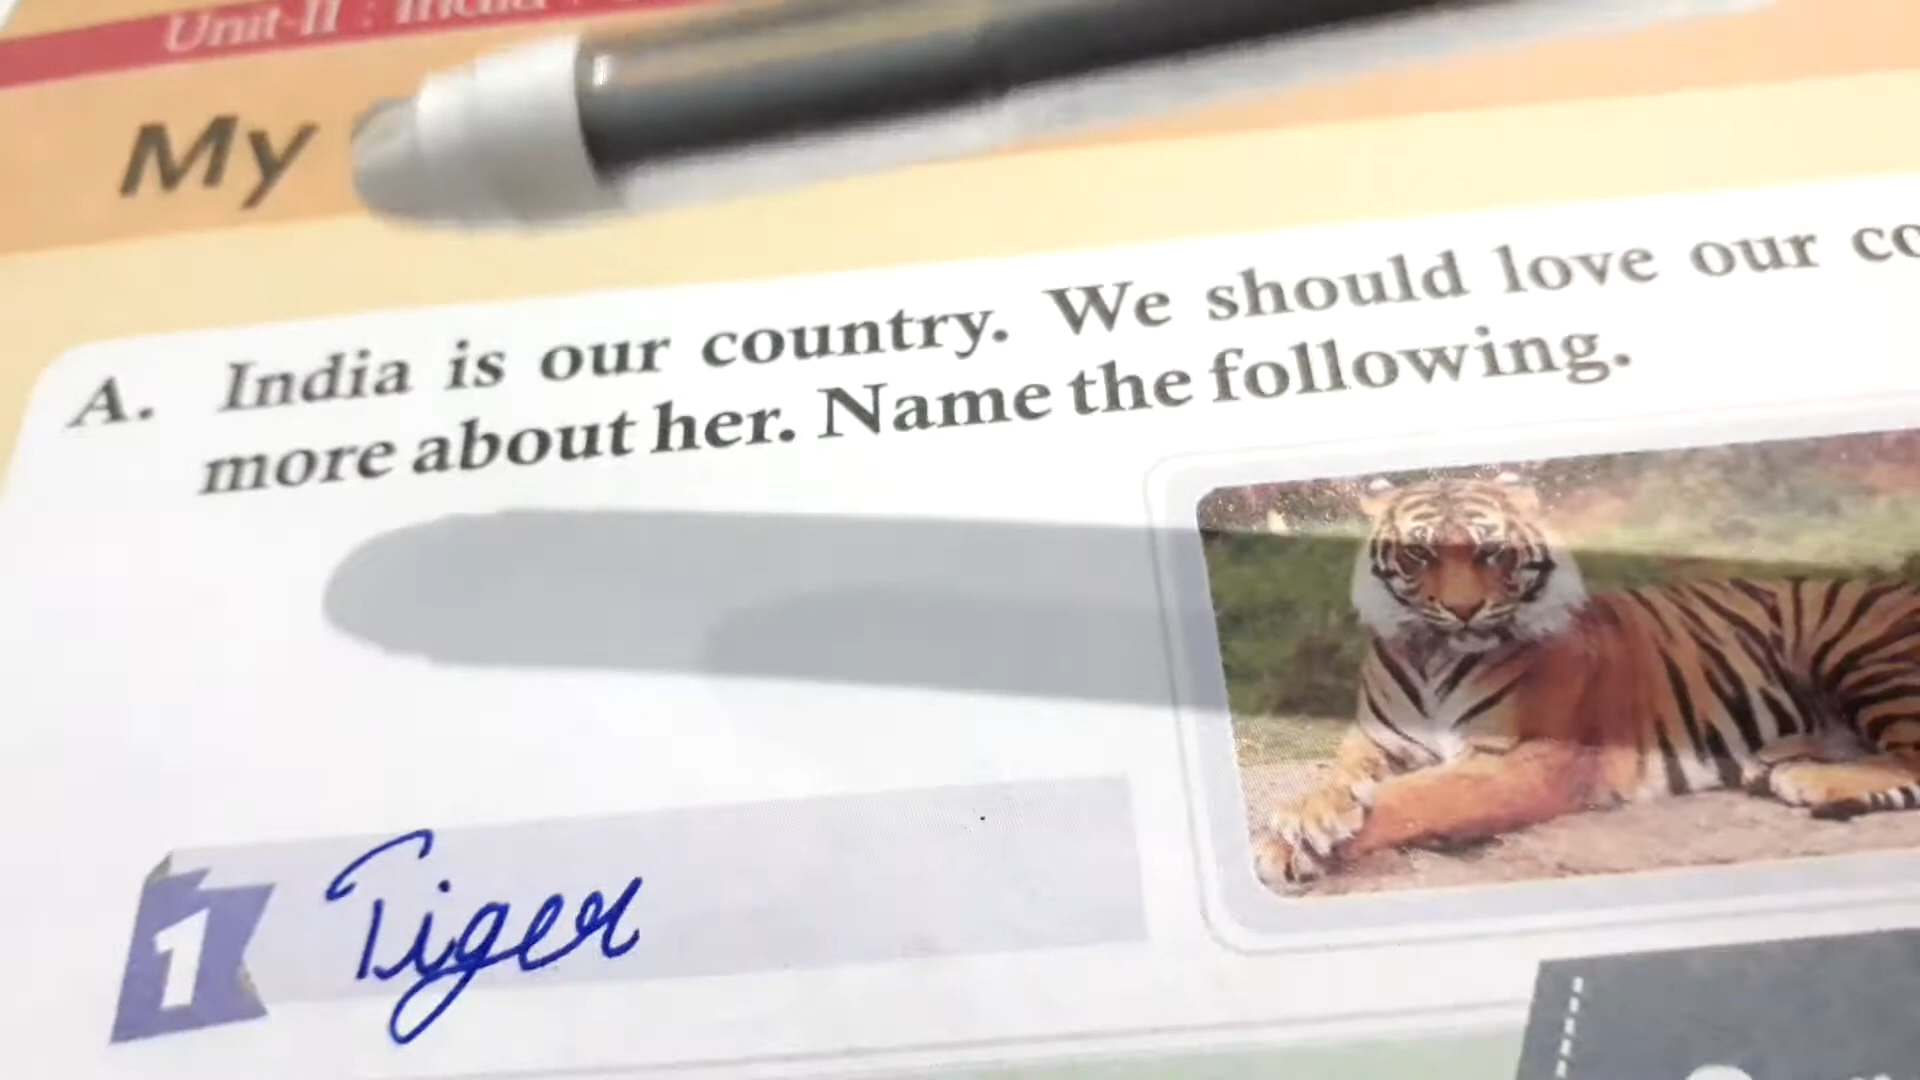 Unit-II : India
My
A. India is our country. We should love our
more about her. Name the following.
1 Tiger